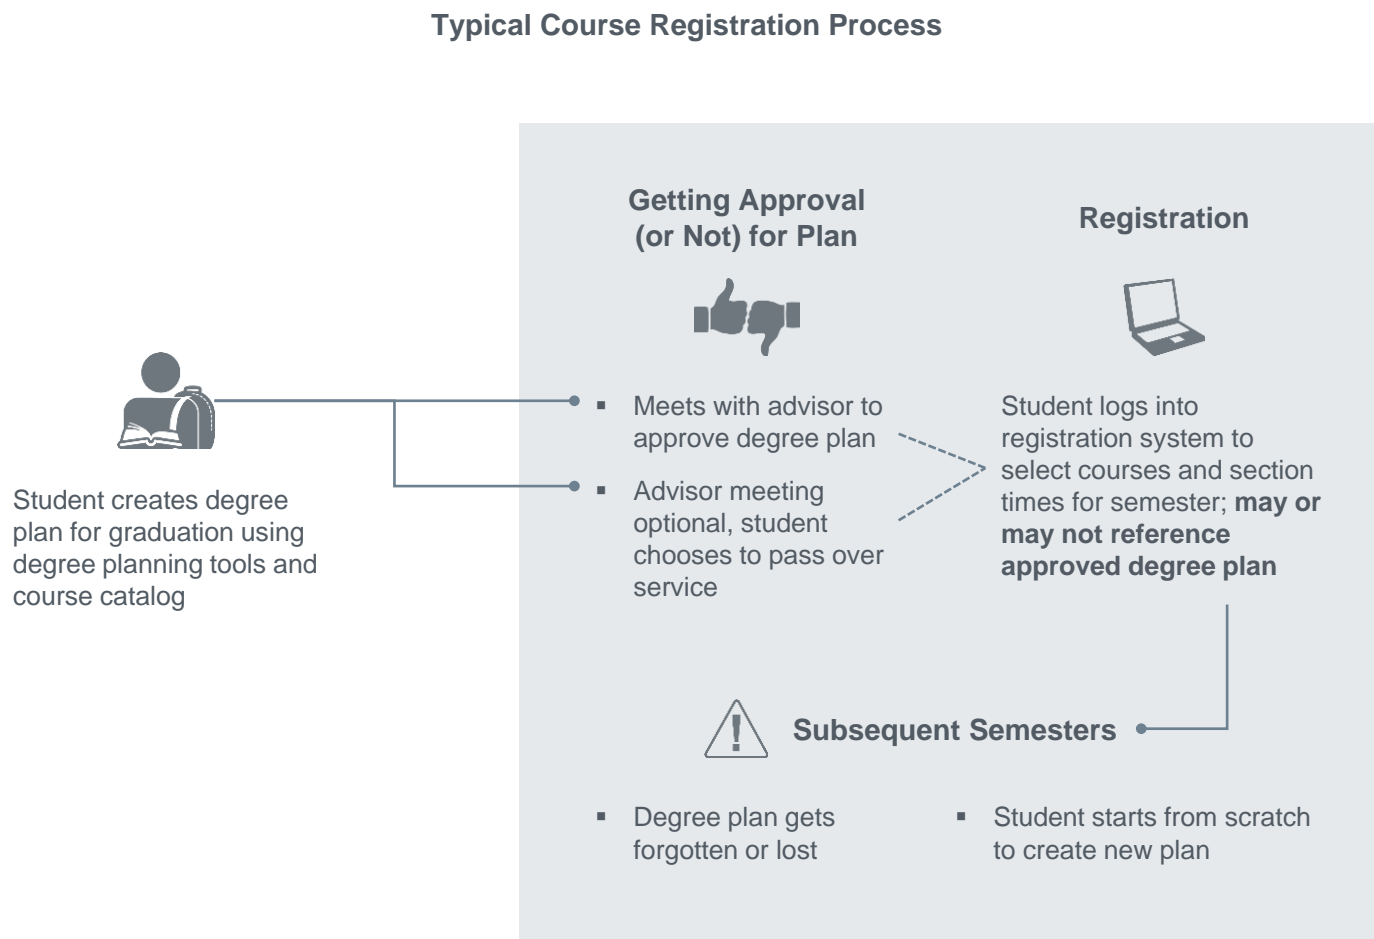 Typical Course Registration Process
Student creates degree
plan for graduation using
degree planning tools and
course catalog
Getting Approval
(or Not) for Plan
▪ Meets with advisor to
approve degree plan
▪ Advisor meeting
optional, student
chooses to pass over
service
Registration
Student logs into
registration system to
select courses and section
times for semester; may or
may not reference
approved degree plan
Subsequent Semesters
▪ Degree plan gets
forgotten or lost
▪ Student starts from scratch
to create new plan